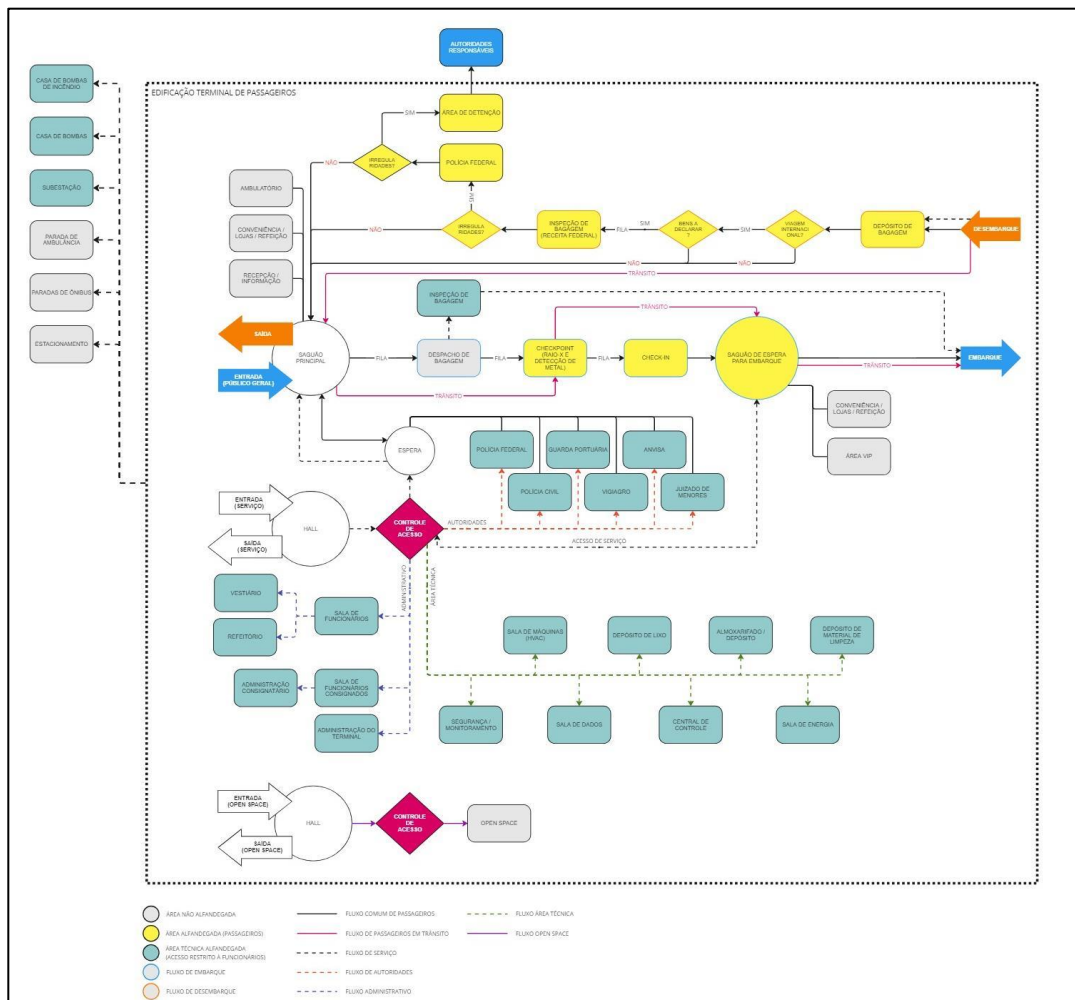 AUTORIDADES
RESPONSÁVEIS
CASA DE BOMBAS
DE INCÊNDIO
CASA DE BOMBAS
SUBESTAÇÃO
PARADA DE
AMBULÂNCIA
PARADAS DE ÔNIBUS
ESTACIONAMENTO
EDIFICAÇÃO TERMINAL DE PASSAGEIROS
SIM
ÁREA DE DETENÇÃO
NÃO
IRREGULA
RIDADES?
POLÍCIA FEDERAL
SIM
AMBULATÓRIO
CONVENIÊNCIA /
LOJAS / REFEIÇÃO
RECEPÇÃO /
INFORMAÇÃO
NÃO
IRREGULA
RIDADES?
INSPEÇÃO DE
BAGAGEM
(RECEITA FEDERAL)
SIM
FILA
BENS A
DECLARAR
?
SIM
VIAGEM
INTERNACI
ONAL?
DEPÓSITO DE
BAGAGEM
DESEMBARQUE
NÃO
NÃO
TRÂNSITO
INSPEÇÃO DE
BAGAGEM
TRÂNSITO
SAÍDA
ENTRADA
(PÚBLICO GERAL)
SAGUÃO
PRINCIPAL
FILA
DESPACHO DE
BAGAGEM
FILA
CHECKPOINT
(RAIO-X E
DETECÇÃO DE
METAL)
FILA
CHECK-IN
SAGUÃO DE ESPERA
PARA EMBARQUE
EMBARQUE
TRÂNSITO
TRÂNSITO
CONVENIÊNCIA /
LOJAS / REFEIÇÃO
ÁREA VIP
ESPERA
POLÍCIA FEDERAL
GUARDA PORTUÁRIA
ANVISA
POLÍCIA CIVIL
VIGIAGRO
JUIZADO DE
MENORES
ENTRADA
(SERVIÇO)
SAÍDA
(SERVIÇO)
HALL
CONTROLE
DE
ACESSO
AUTORIDADES
ACESSO DE SERVIÇO
ADMINISTRATIVO
ÁREA TÉCNICA
VESTIÁRIO
REFEITÓRIO
SALA DE
FUNCIONÁRIOS
ADMINISTRAÇÃO
CONSIGNATÁRIO
SALA DE
FUNCIONÁRIOS
CONSIGNADOS
ADMINISTRAÇÃO DO
TERMINAL
SALA DE MÁQUINAS
(HVAC)
DEPÓSITO DE LIXO
ALMOXARIFADO /
DEPÓSITO
DEPÓSITO DE
MATERIAL DE
LIMPEZA
SEGURANÇA /
MONITORAMENTO
SALA DE DADOS
CENTRAL DE
CONTROLE
SALA DE ENERGIA
ENTRADA
(OPEN SPACE)
SAÍDA
(OPEN SPACE)
HALL
CONTROLE
DE
ACESSO
OPEN SPACE
ÁREA NÃO ALFANDEGADA
ÁREA ALFANDEGADA (PASSAGEIROS)
ÁREA TÉCNICA ALFANDEGADA
(ACESSO RESTRITO À FUNCIONÁRIOS)
FLUXO DE EMBARQUE
FLUXO DE DESEMBARQUE
FLUXO COMUM DE PASSAGEIROS
FLUXO DE PASSAGEIROS EM TRÂNSITO
FLUXO DE SERVIÇO
FLUXO DE AUTORIDADES
FLUXO ADMINISTRATIVO
FLUXO ÁREA TÉCNICA
FLUXO OPEN SPACE